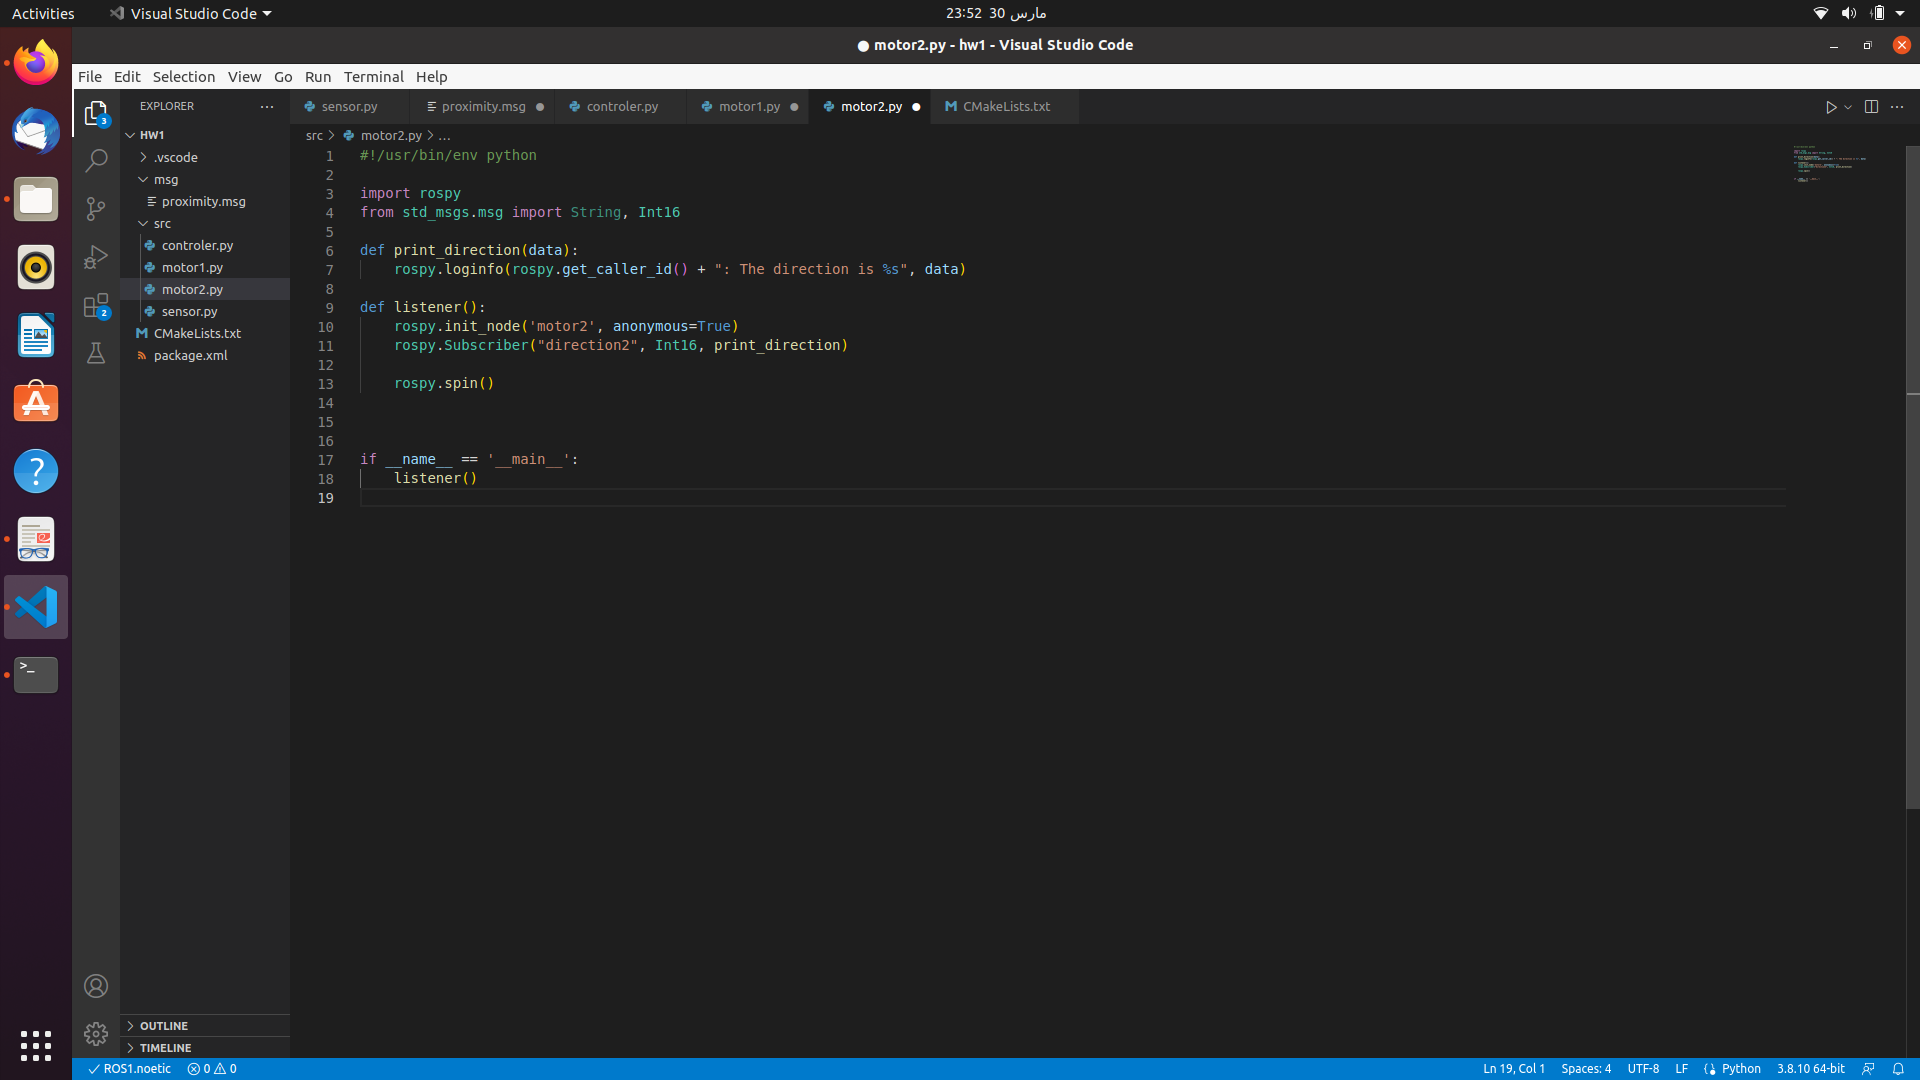 Activities
Visual Studio Code
30 مارس 23:52
● motor2.py - hw1 - Visual Studio Code
File Edit Selection View Go Run Terminal Help
EXPLORER
HW1
.vscode
msg
proximity.msg
src
controler.py
motor1.py
motor2.py
sensor.py
CMakeLists.txt
package.xml
OUTLINE
TIMELINE
3
2
sensor.py
proximity.msg
controler.py
motor1.py
motor2.py
CMakeLists.txt
src > motor2.py > ...
1 #!/usr/bin/env python
2
3 import rospy
4 from std_msgs.msg import String, Int16
5
6 def print_direction(data):
7     rospy.loginfo(rospy.get_caller_id() + ": The direction is %s", data)
8
9 def listener():
10     rospy.init_node('motor2', anonymous=True)
11     rospy.Subscriber("direction2", Int16, print_direction)
12
13     rospy.spin()
14
15
16
17 if __name__ == '__main__':
18     listener()
19
ROS1.noetic 0 0
Ln 19, Col 1 Spaces: 4 UTF-8 LF Python 3.8.10 64-bit